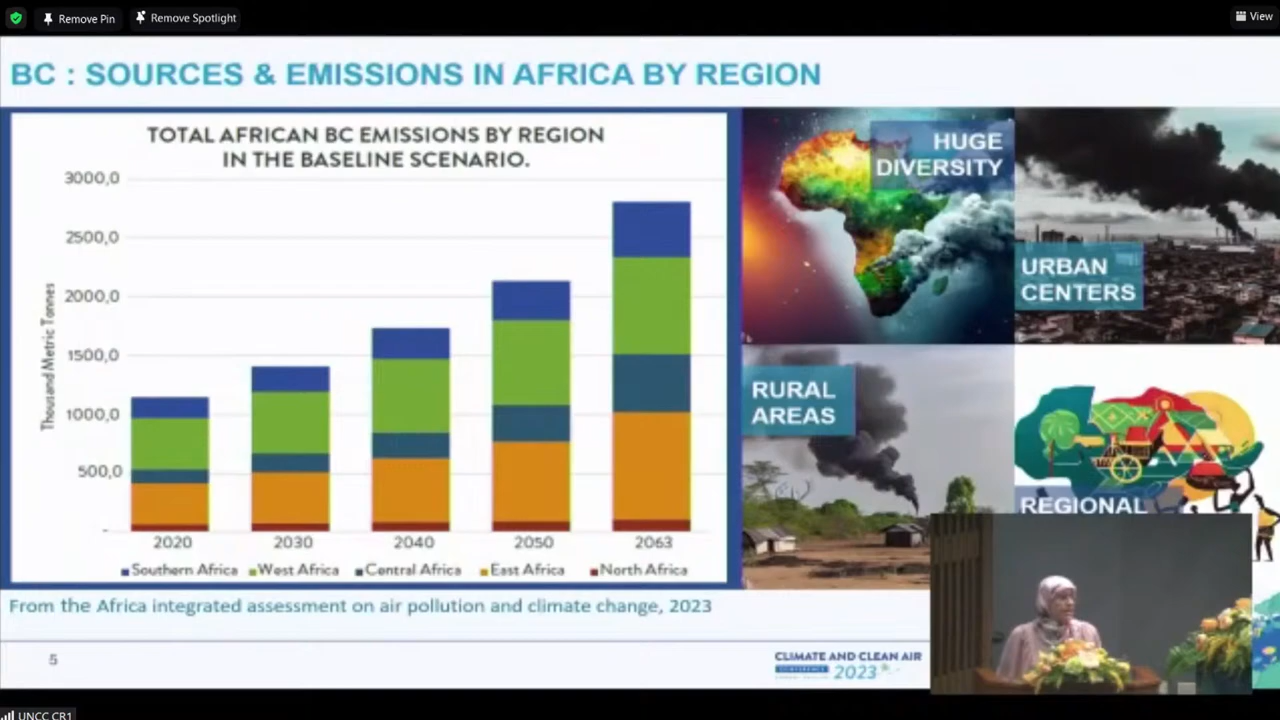 Remove Pin
Remove Spotlight
View
BC : SOURCES & EMISSIONS IN AFRICA BY REGION
TOTAL AFRICAN BC EMISSIONS BY REGION
IN THE BASELINE SCENARIO.
Thousand Metric Tonnes
3000,0
2500,0
2000,0
1500,0
1000,0
500,0
-
2020
2030
2040
2050
2063
Southern Africa
West Africa
Central Africa
East Africa
North Africa
HUGE
DIVERSITY
URBAN
CENTERS
RURAL
AREAS
REGIONAL
From the Africa integrated assessment on air pollution and climate change, 2023
5
CLIMATE AND CLEAN AIR
2023
UNCC CR1